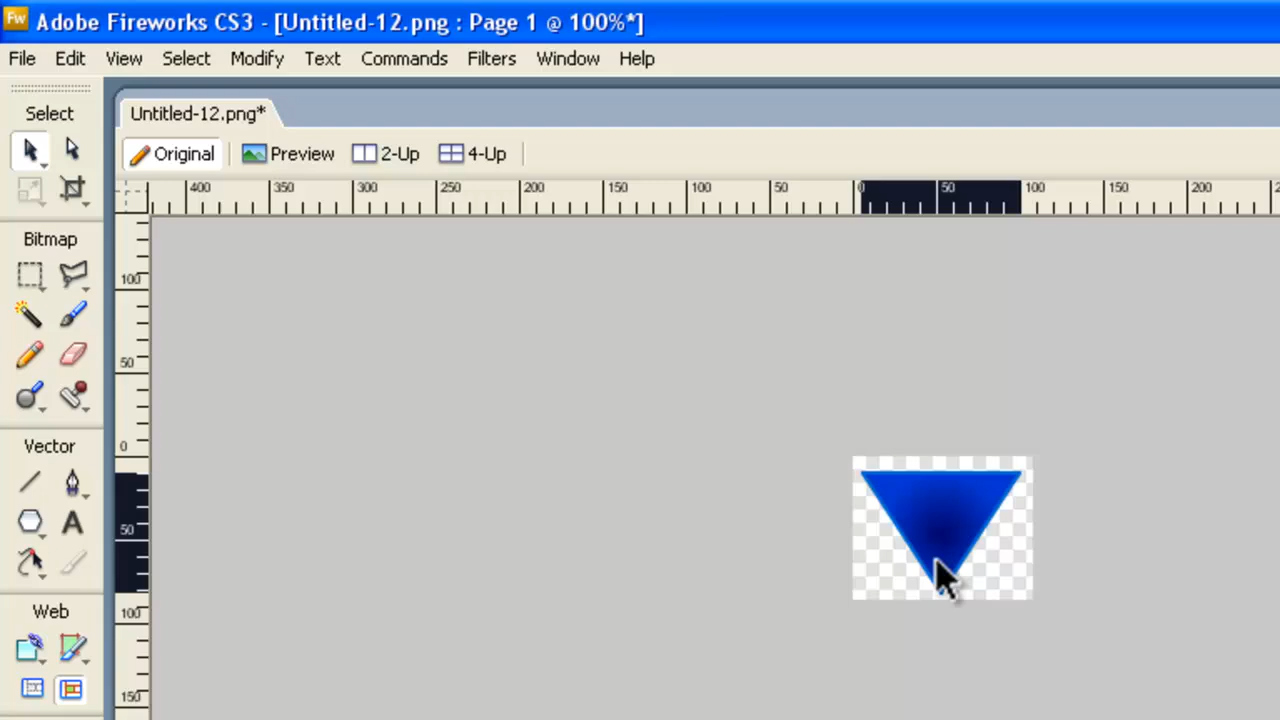 Fw Adobe Fireworks CS3 - [Untitled-12.png : Page 1 @ 100%*]
File Edit View Select Modify Text Commands Filters Window Help
Select
Untitled-12.png*
Original Preview 2-Up 4-Up
400 350 300 250 200 150 100 50 0 50 100 150 200
Bitmap
100
50
Vector
0
50
Web
100
150